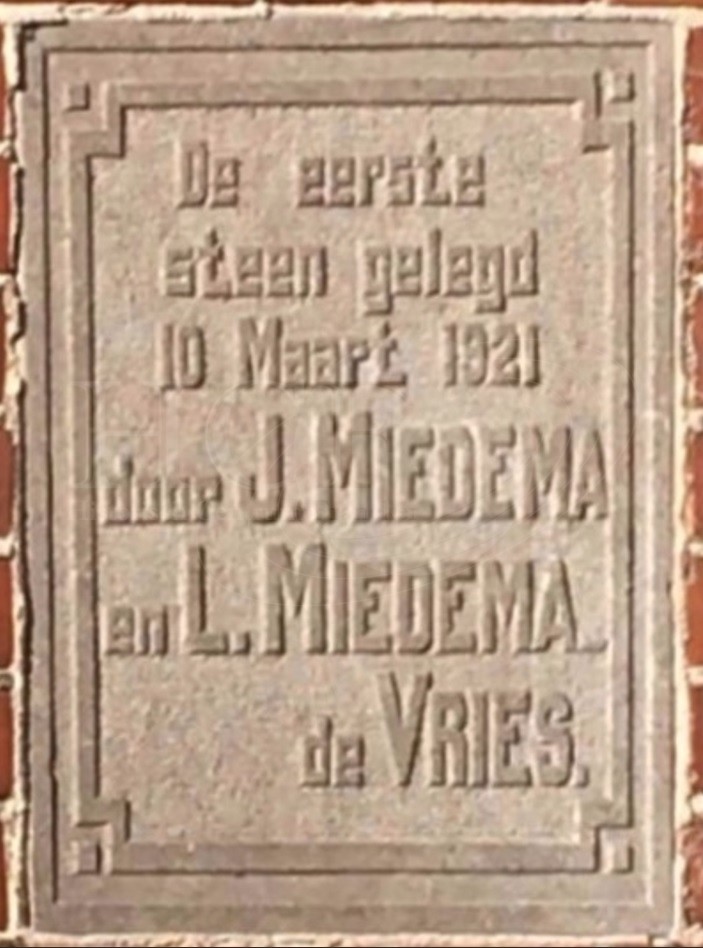 De eerste
steen gelegd
10 Maart 1921
door J. MIEDEMA
en L. MIEDEMA-
de VRIES.